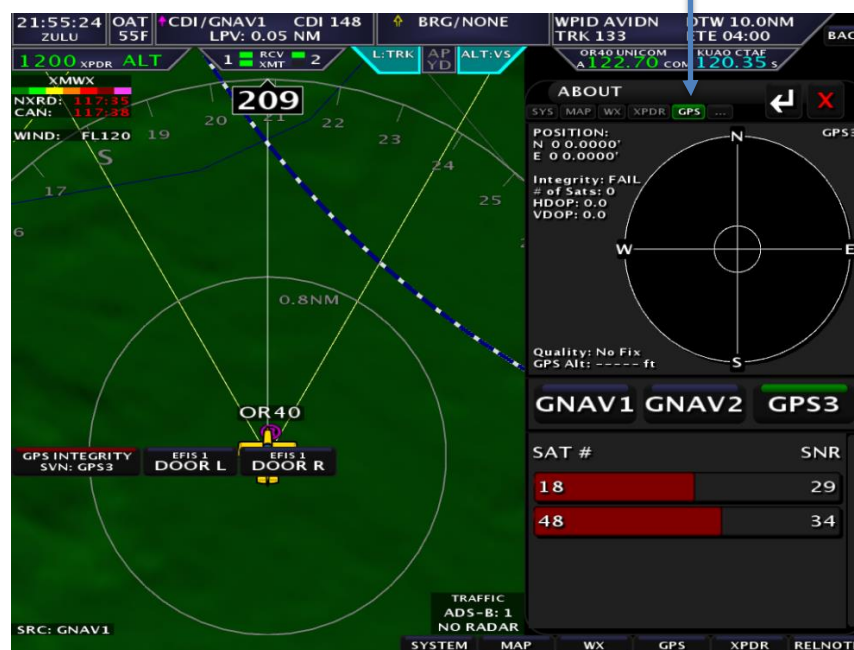 21:55:24 OAT CDI/GNAV1 CDI 148 BRG/NONE WPID AVIDN DTW 10.0NM
ZULU 55F LPV: 0.05 NM TRK 133 ETE 04:00
1200 XPDR ALT 1 RCV XMT 2 L:TRK AP YD ALT:VS
OR40 UNICOM KUAO CTAF
A 122.70 COM 120.35 S
XMWX
NXRD: 117:35
CAN: 117:38
WIND: FL120
209
19 20 21 22 23 24 25
S
17
0.8NM
OR40
GPS INTEGRITY
SVN: GPS3
EFIS 1
DOOR L
EFIS 1
DOOR R
TRAFFIC
ADS-B: 1
NO RADAR
SRC: GNAV1
ABOUT X
SYS MAP WX XPDR GPS ...
POSITION: GPS3
N 0 0.0000'
E 0 0.0000'
Integrity: FAIL
# of Sats: 0
HDOP: 0.0
VDOP: 0.0
N
W E
S
Quality: No Fix
GPS Alt: ----- ft
GNAV1 GNAV2 GPS3
SAT # SNR
18 29
48 34
SYSTEM MAP WX GPS XPDR